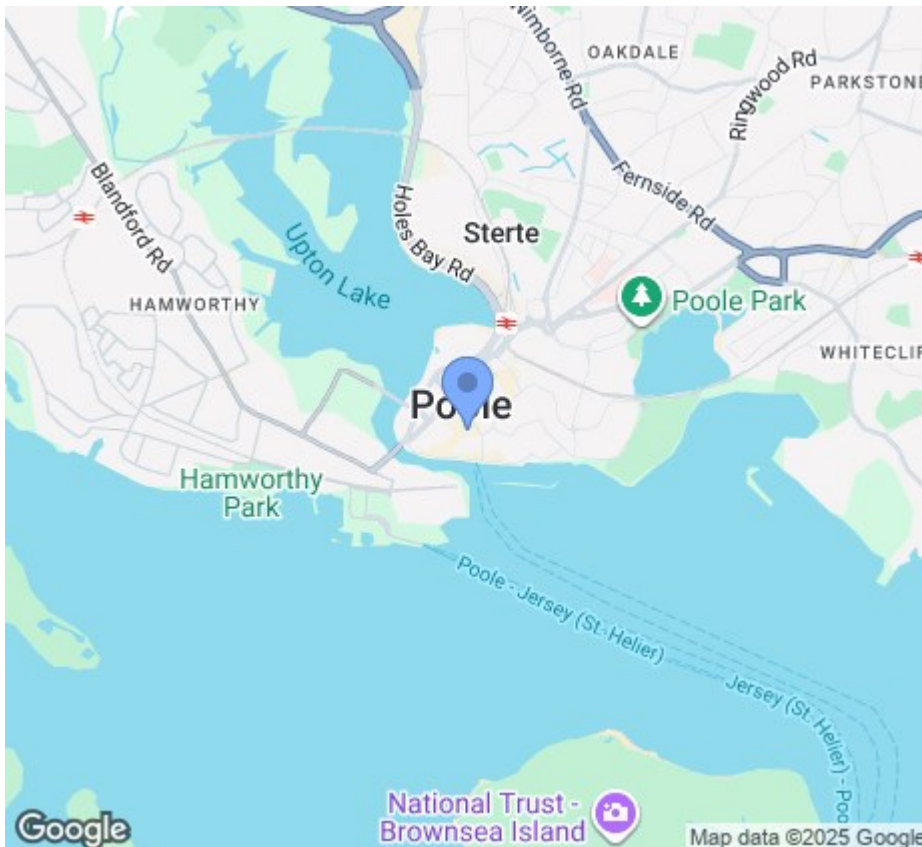 Wimborne Rd
OAKDALE
Ringwood Rd
PARKSTONE
Blandford Rd
Holes Bay Rd
Fernside Rd
Sterte
Upton Lake
HAMWORTHY
Poole Park
WHITECLIF
Poole
Hamworthy
Park
Poole - Jersey (St. Helier)
Jersey (St. Helier) - Poo
National Trust -
Brownsea Island
Google
Map data ©2025 Google